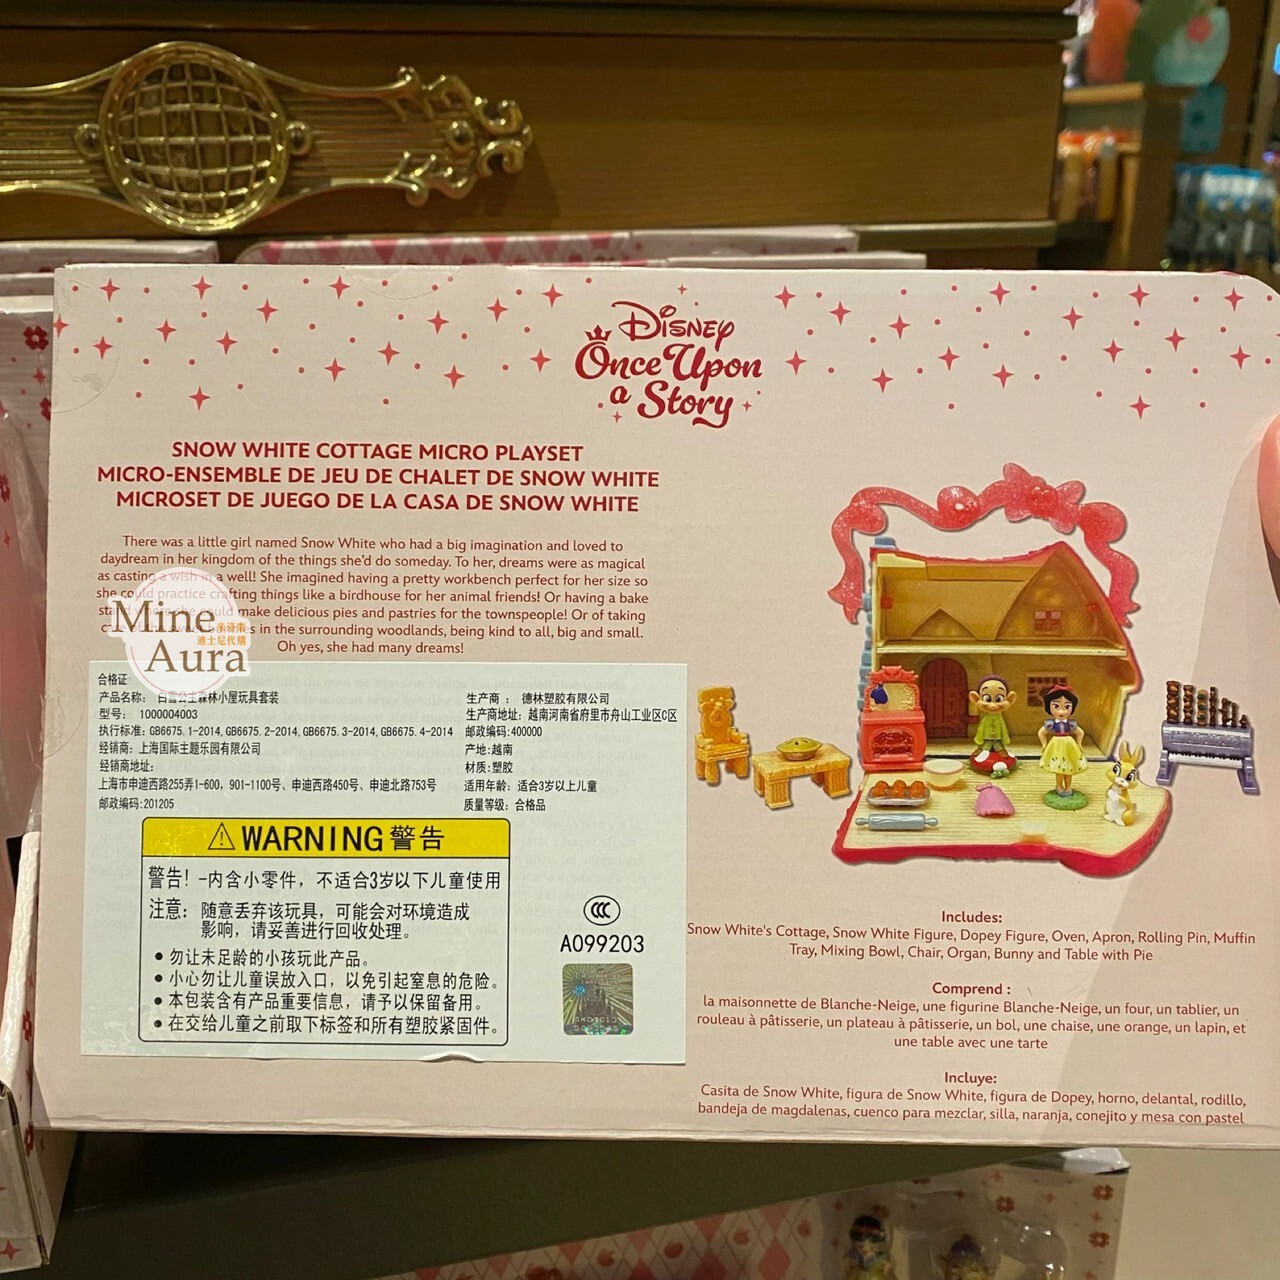 Disney
Once Upon
a Story
SNOW WHITE COTTAGE MICRO PLAYSET
MICRO-ENSEMBLE DE JEU DE CHALET DE SNOW WHITE
MICROSET DE JUEGO DE LA CASA DE SNOW WHITE
There was a little girl named Snow White who had a big imagination and loved to
daydream in her kingdom of the things she'd do someday. To her, dreams were as magical
as casting a wish in a well! She imagined having a pretty workbench perfect for her size so
she could practice crafting things like a birdhouse for her animal friends! Or having a bake
stand where she could make delicious pies and pastries for the townspeople! Or of taking
in the surrounding woodlands, being kind to all, big and small.
Oh yes, she had many dreams!
Mine
Aura
迪士尼代購
合格证
产品名称: 白雪公主森林小屋玩具套装
型号: 1000004003
执行标准: GB6675.1-2014, GB6675.2-2014, GB6675.3-2014, GB6675.4-2014
经销商: 上海国际主题乐园有限公司
经销商地址:
上海市申迪西路255弄1-600, 901-1100号、申迪西路450号、申迪北路753号
邮政编码:201205
生产商 : 德林塑胶有限公司
生产商地址: 越南河南省府里市舟山工业区C区
邮政编码:400000
产地:越南
材质:塑胶
适用年龄: 适合3岁以上儿童
质量等级: 合格品
WARNING 警告
警告! -内含小零件, 不适合3岁以下儿童使用
注意: 随意丢弃该玩具, 可能会对环境造成
影响, 请妥善进行回收处理。
• 勿让未足龄的小孩玩此产品。
• 小心勿让儿童误放入口, 以免引起窒息的危险。
• 本包装含有产品重要信息, 请予以保留备用。
• 在交给儿童之前取下标签和所有塑胶紧固件。
CCC
A099203
Includes:
Snow White's Cottage, Snow White Figure, Dopey Figure, Oven, Apron, Rolling Pin, Muffin
Tray, Mixing Bowl, Chair, Organ, Bunny and Table with Pie
Comprend :
la maisonnette de Blanche-Neige, une figurine Blanche-Neige, un four, un tablier, un
rouleau à pâtisserie, un plateau à pâtisserie, un bol, une chaise, une orange, un lapin, et
une table avec une tarte
Incluye:
Casita de Snow White, figura de Snow White, figura de Dopey, horno, delantal, rodillo,
bandeja de magdalenas, cuenco para mezclar, silla, naranja, conejito y mesa con pastel